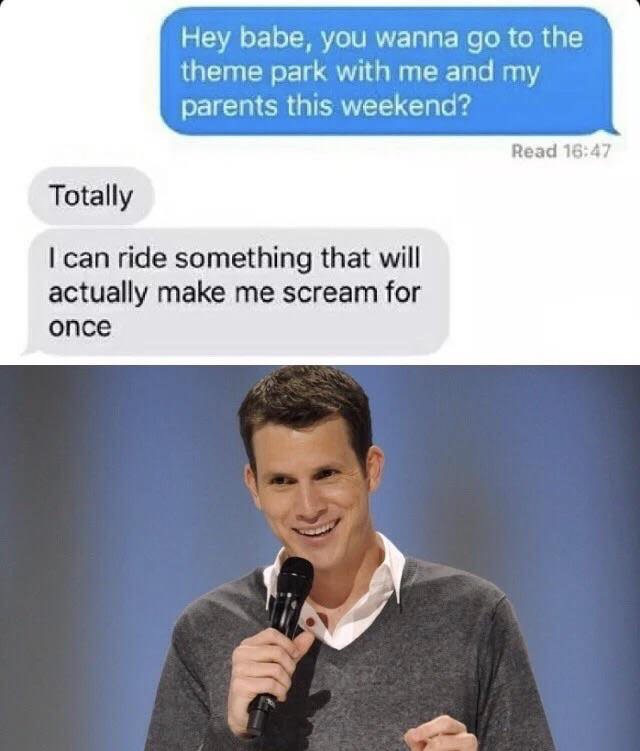 Hey babe, you wanna go to the
theme park with me and my
parents this weekend?
Read 16:47
Totally
I can ride something that will
actually make me scream for
once